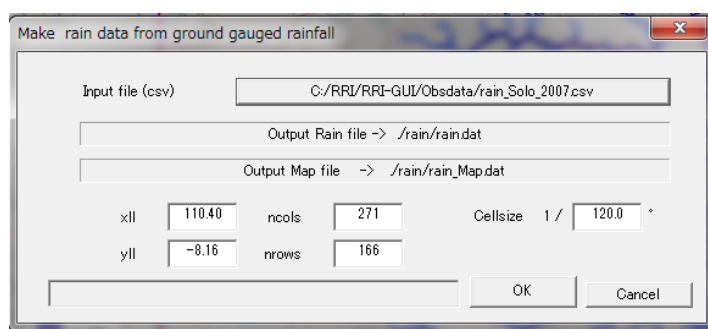 Make rain data from ground gauged rainfall
x
Input file (csv) C:/RRI/RRI-GUI/Obsdata/rain_Solo_2007.csv
Output Rain file -> ./rain/rain.dat
Output Map file -> ./rain/rain_Map.dat
xll 110.40 ncols 271 Cellsize 1 / 120.0 °
yll -8.16 nrows 166
OK Cancel